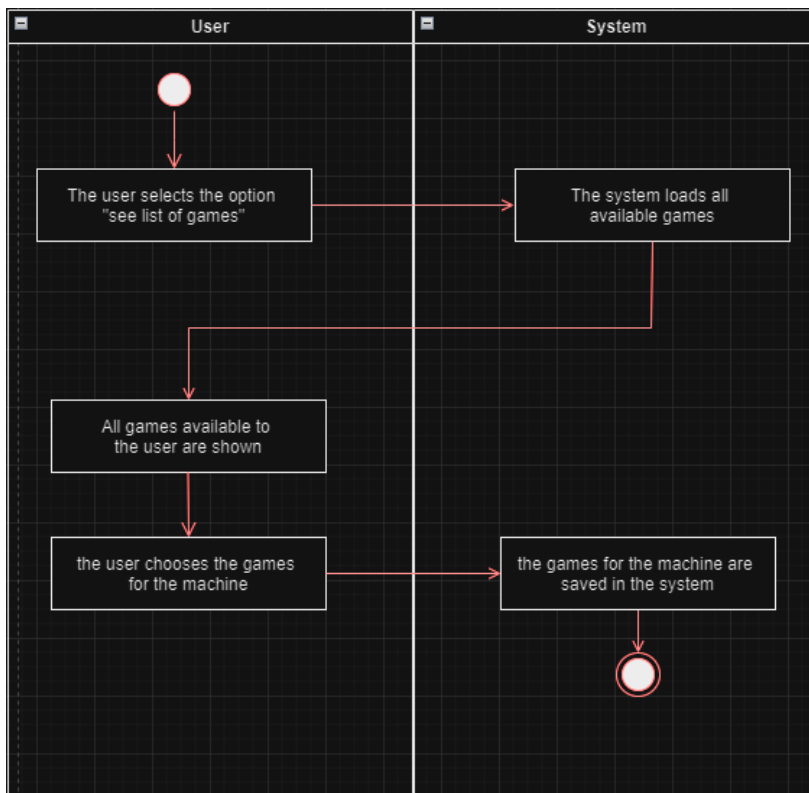 User
System
The user selects the option
"see list of games"
The system loads all
available games
All games available to
the user are shown
the user chooses the games
for the machine
the games for the machine are
saved in the system